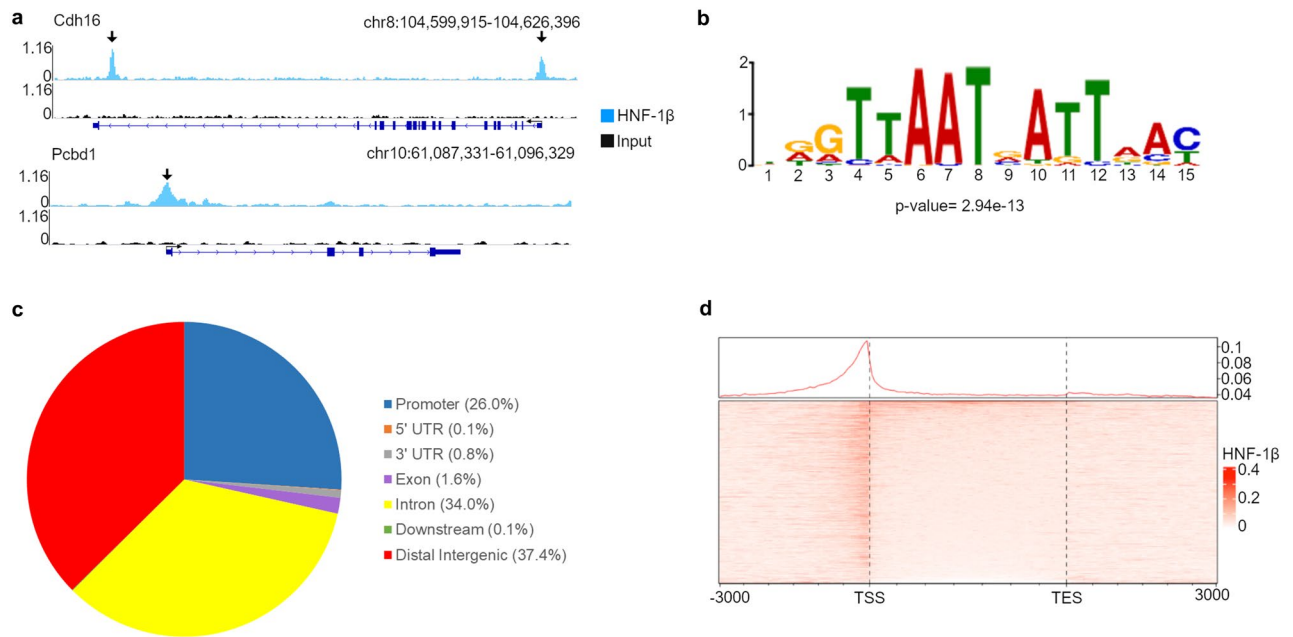 a
Cdh16
chr8:104,599,915-104,626,396
1.16
0
1.16
0
HNF-1β
Input
Pcbd1
chr10:61,087,331-61,096,329
1.16
0
1.16
0
b
2
1
0
1 2 3 4 5 6 7 8 9 10 11 12 13 14 15
p-value= 2.94e-13
c
Promoter (26.0%)
5' UTR (0.1%)
3' UTR (0.8%)
Exon (1.6%)
Intron (34.0%)
Downstream (0.1%)
Distal Intergenic (37.4%)
d
0.1
0.08
0.06
0.04
HNF-1β
0.4
0.2
0
-3000 TSS TES 3000